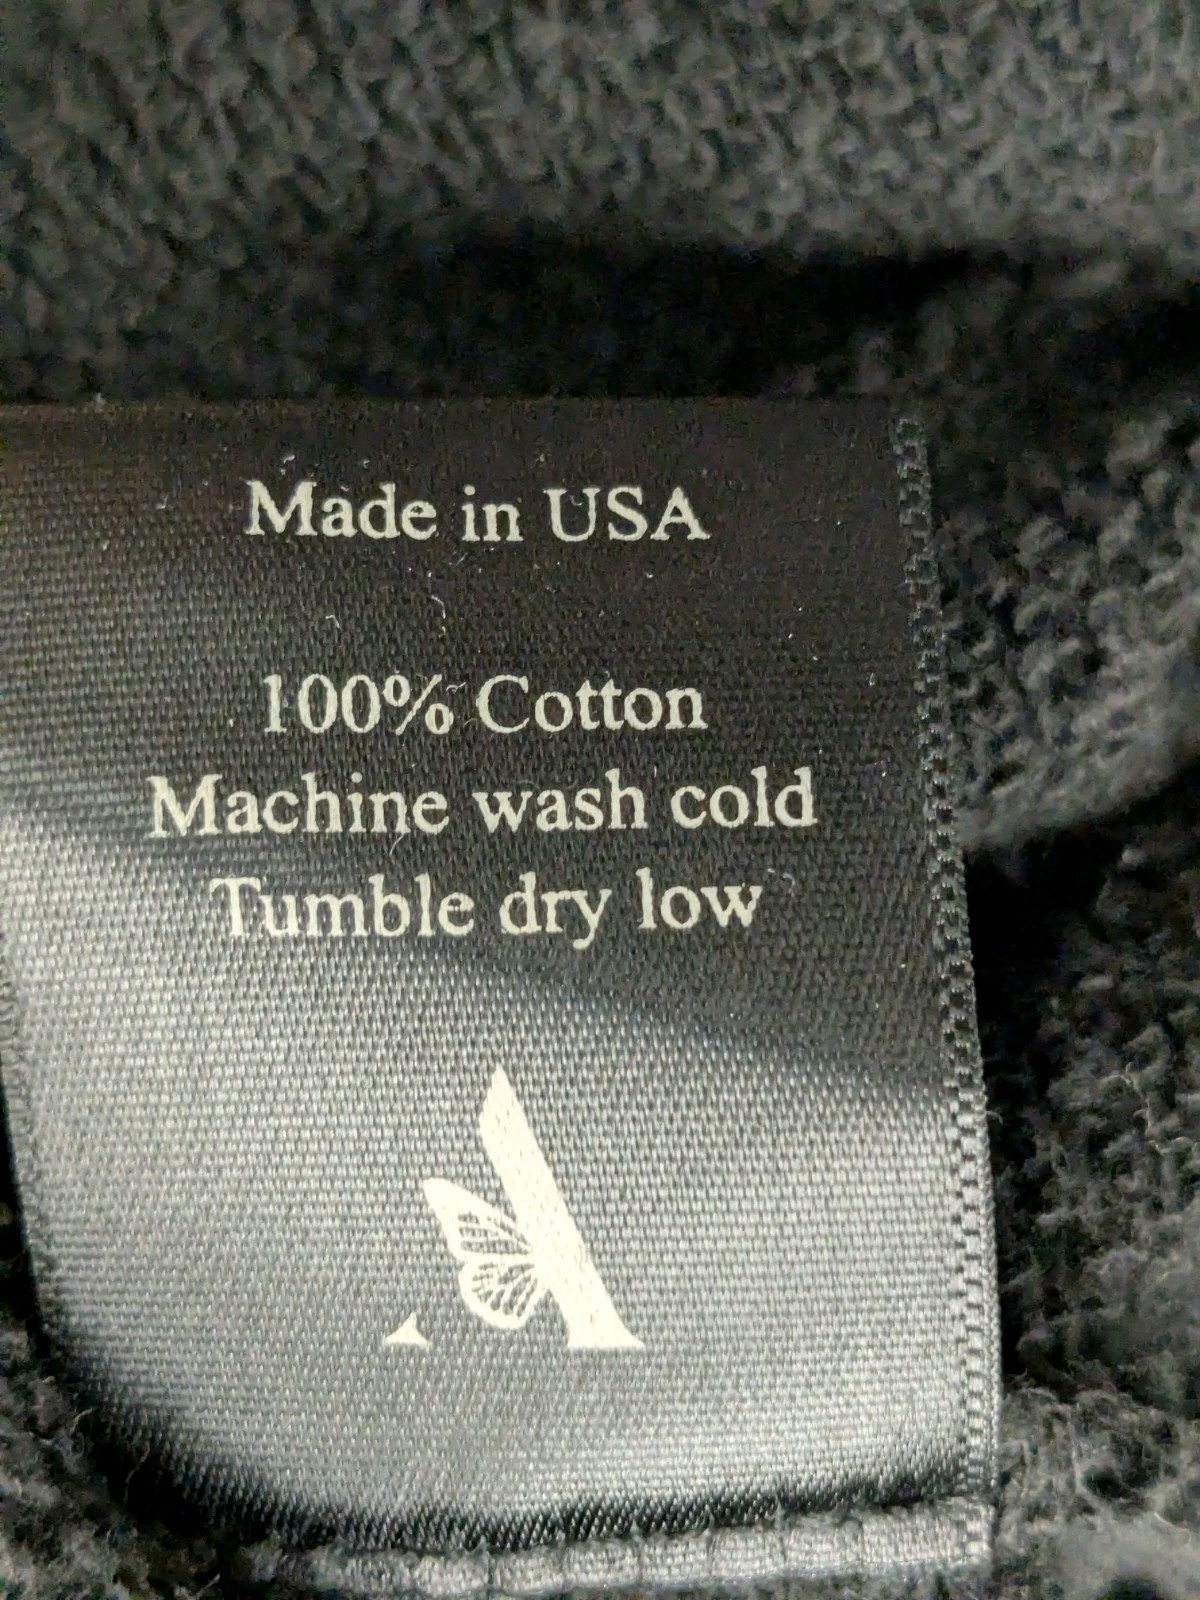 Made in USA
100% Cotton
Machine wash cold
Tumble dry low
A